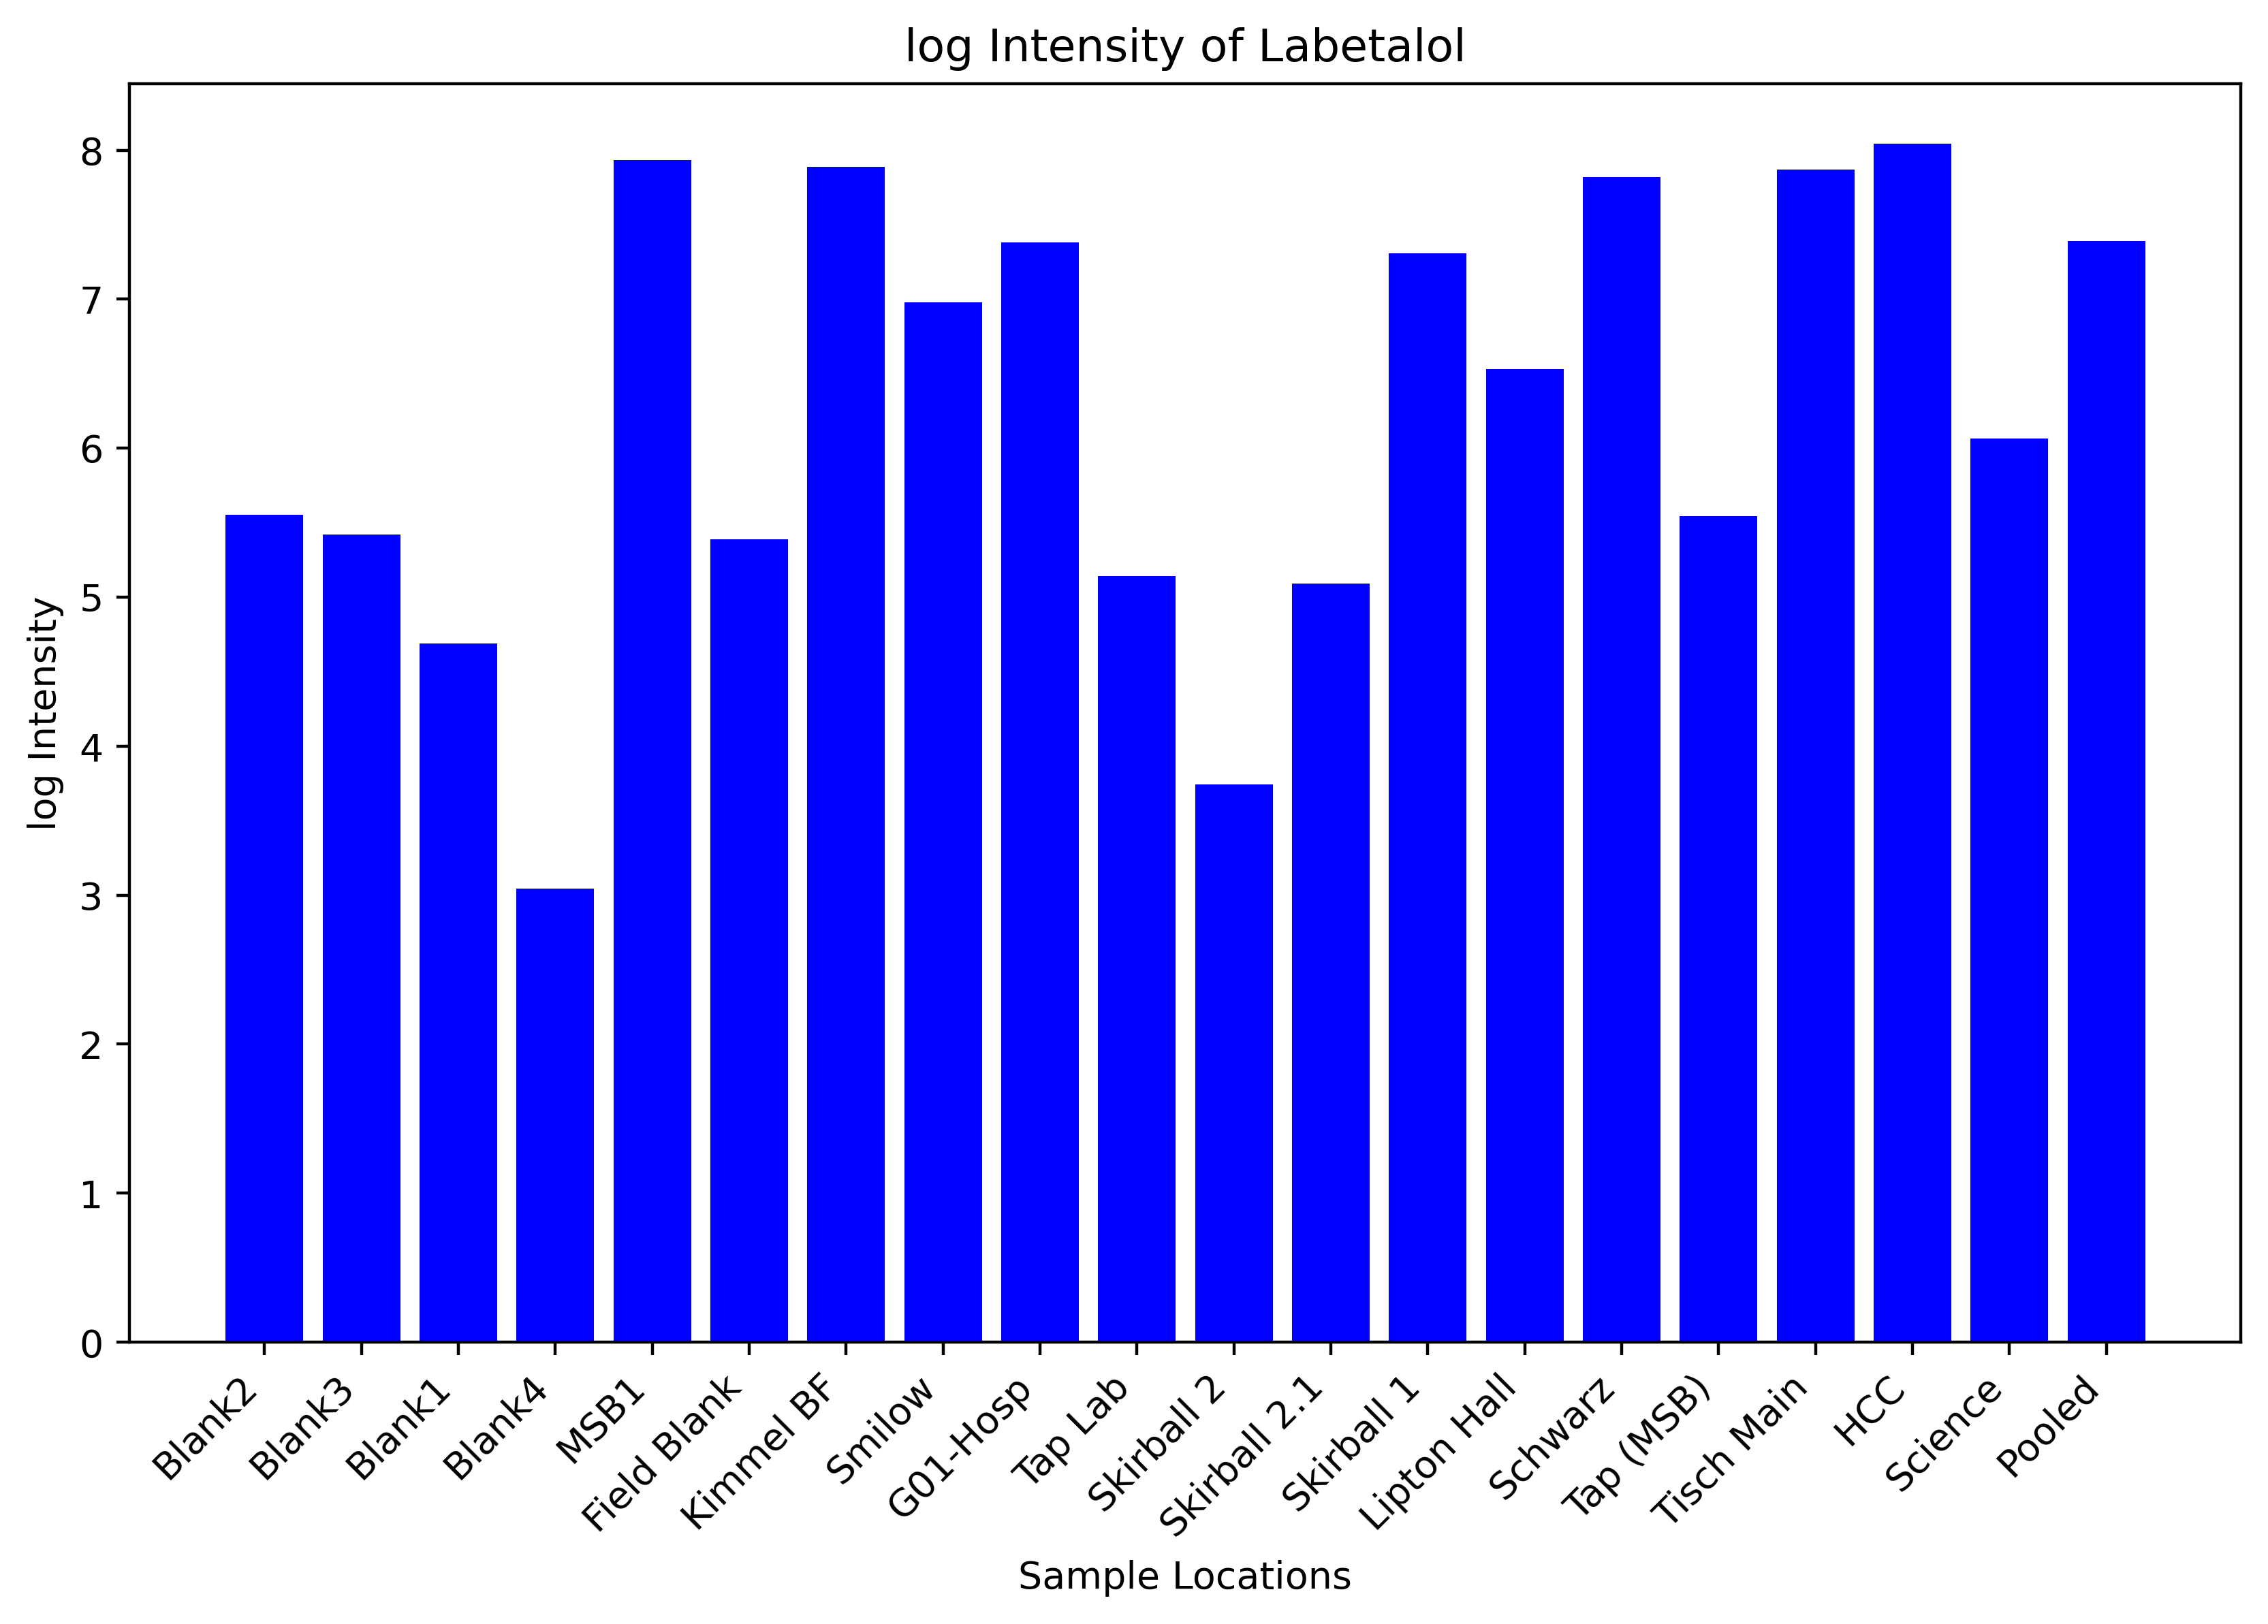 log Intensity of Labetalol
log Intensity
8
7
6
5
4
3
2
1
0
Blank2
Blank3
Blank1
Blank4
MSB1
Field Blank
Kimmel BF
Smilow
G01-Hosp
Tap Lab
Skirball 2
Skirball 2.1
Skirball 1
Lipton Hall
Schwarz
Tap (MSB)
Tisch Main
HCC
Science
Pooled
Sample Locations